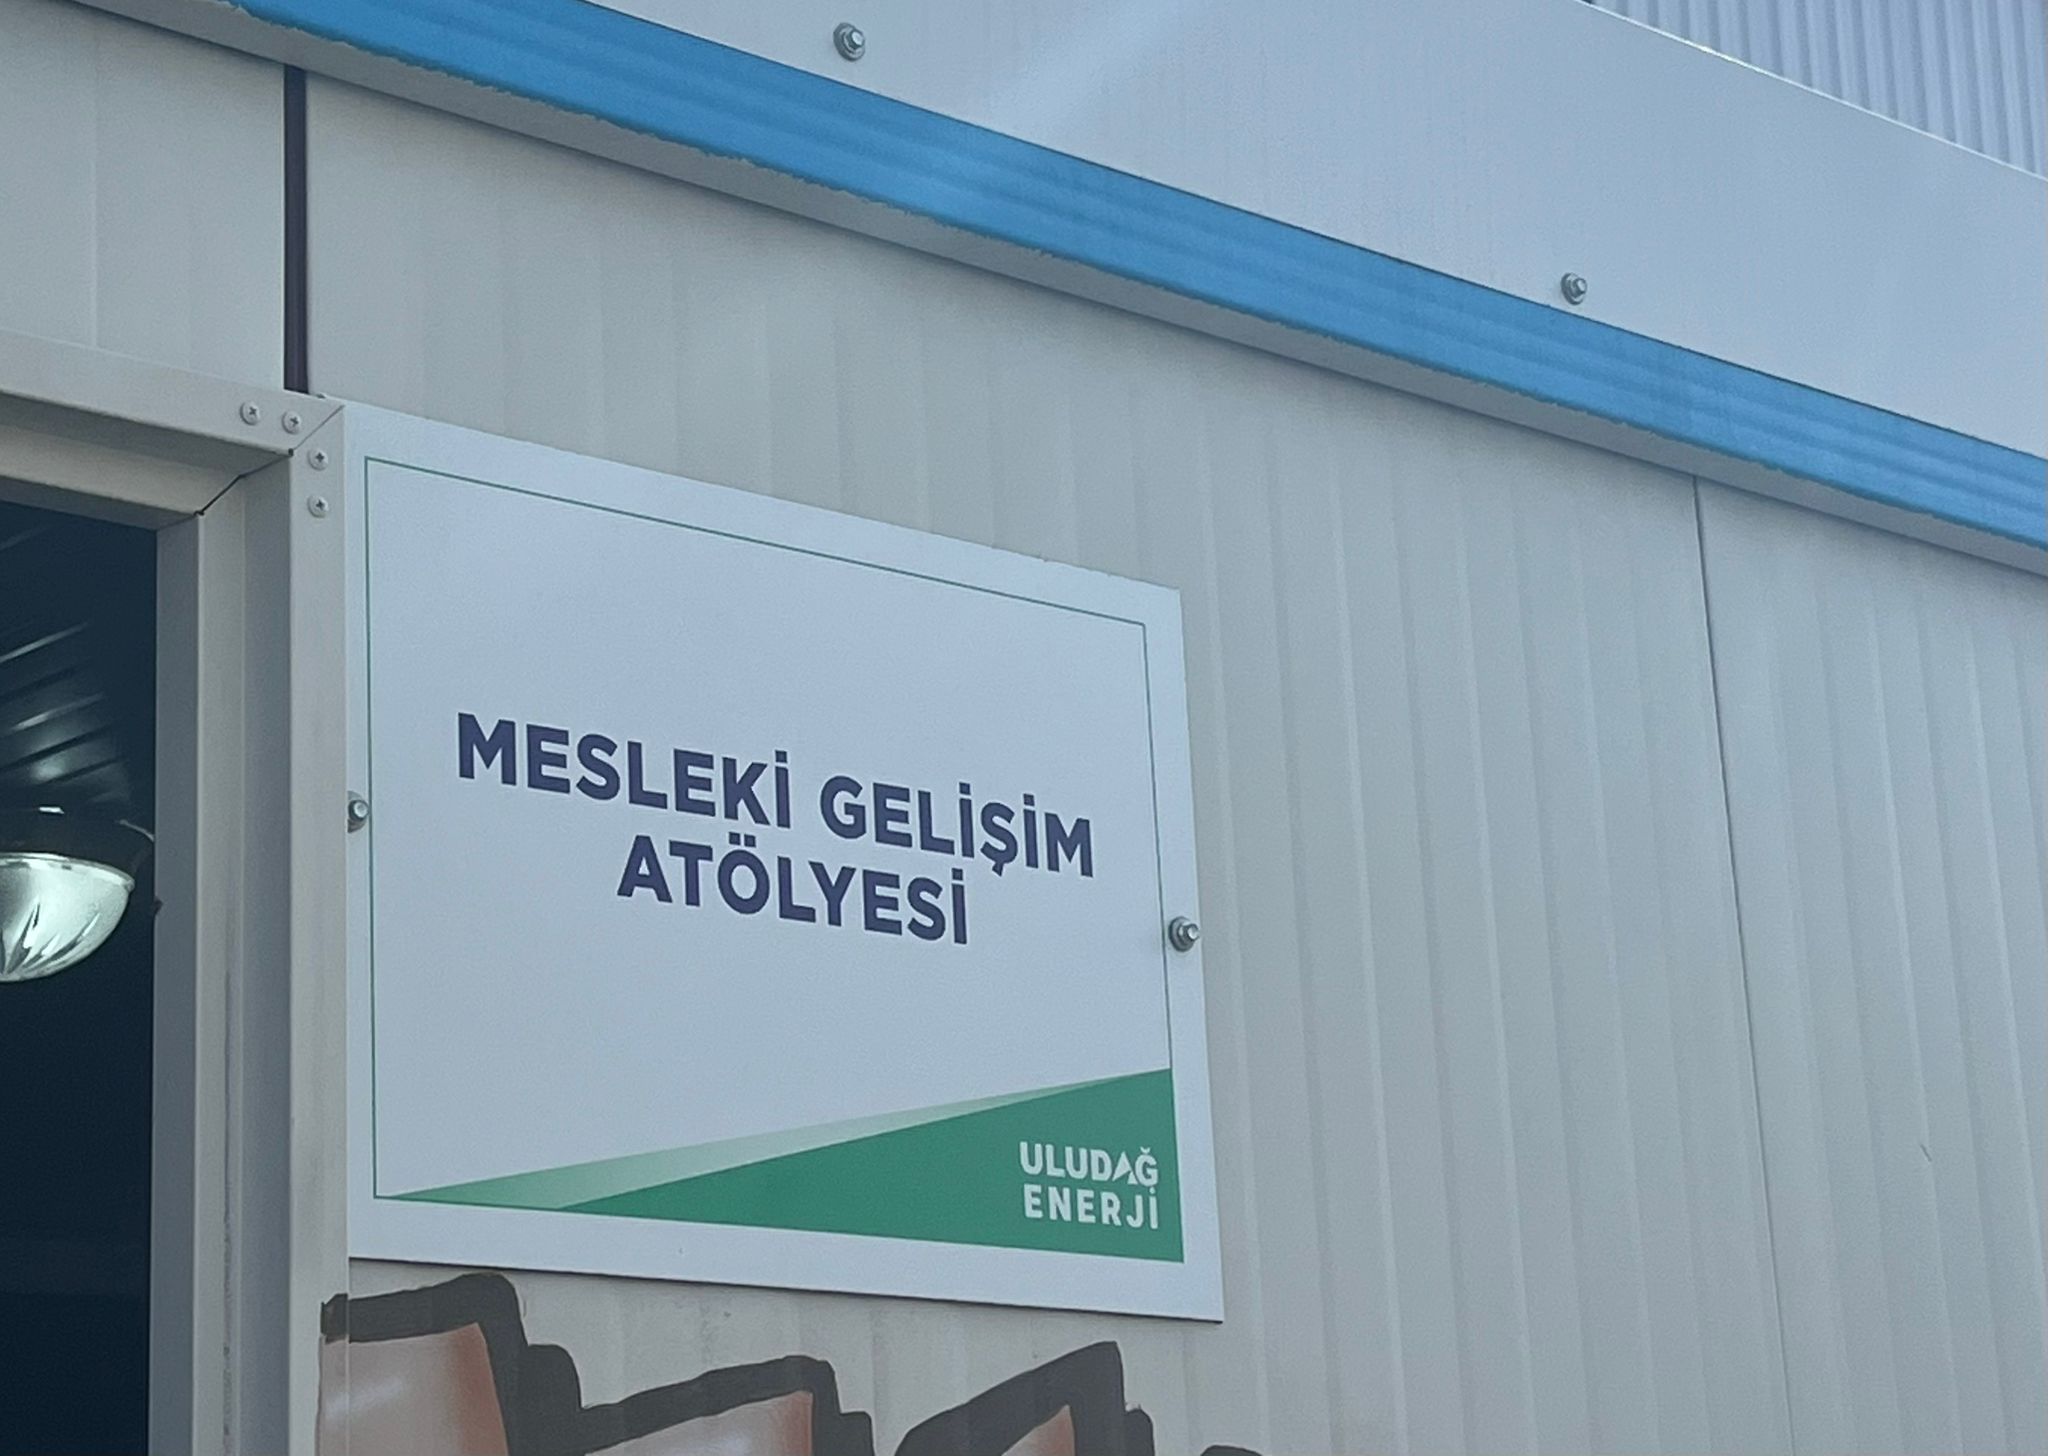 MESLEKİ GELİŞİM
ATÖLYESİ
ULUDAĞ
ENERJİ